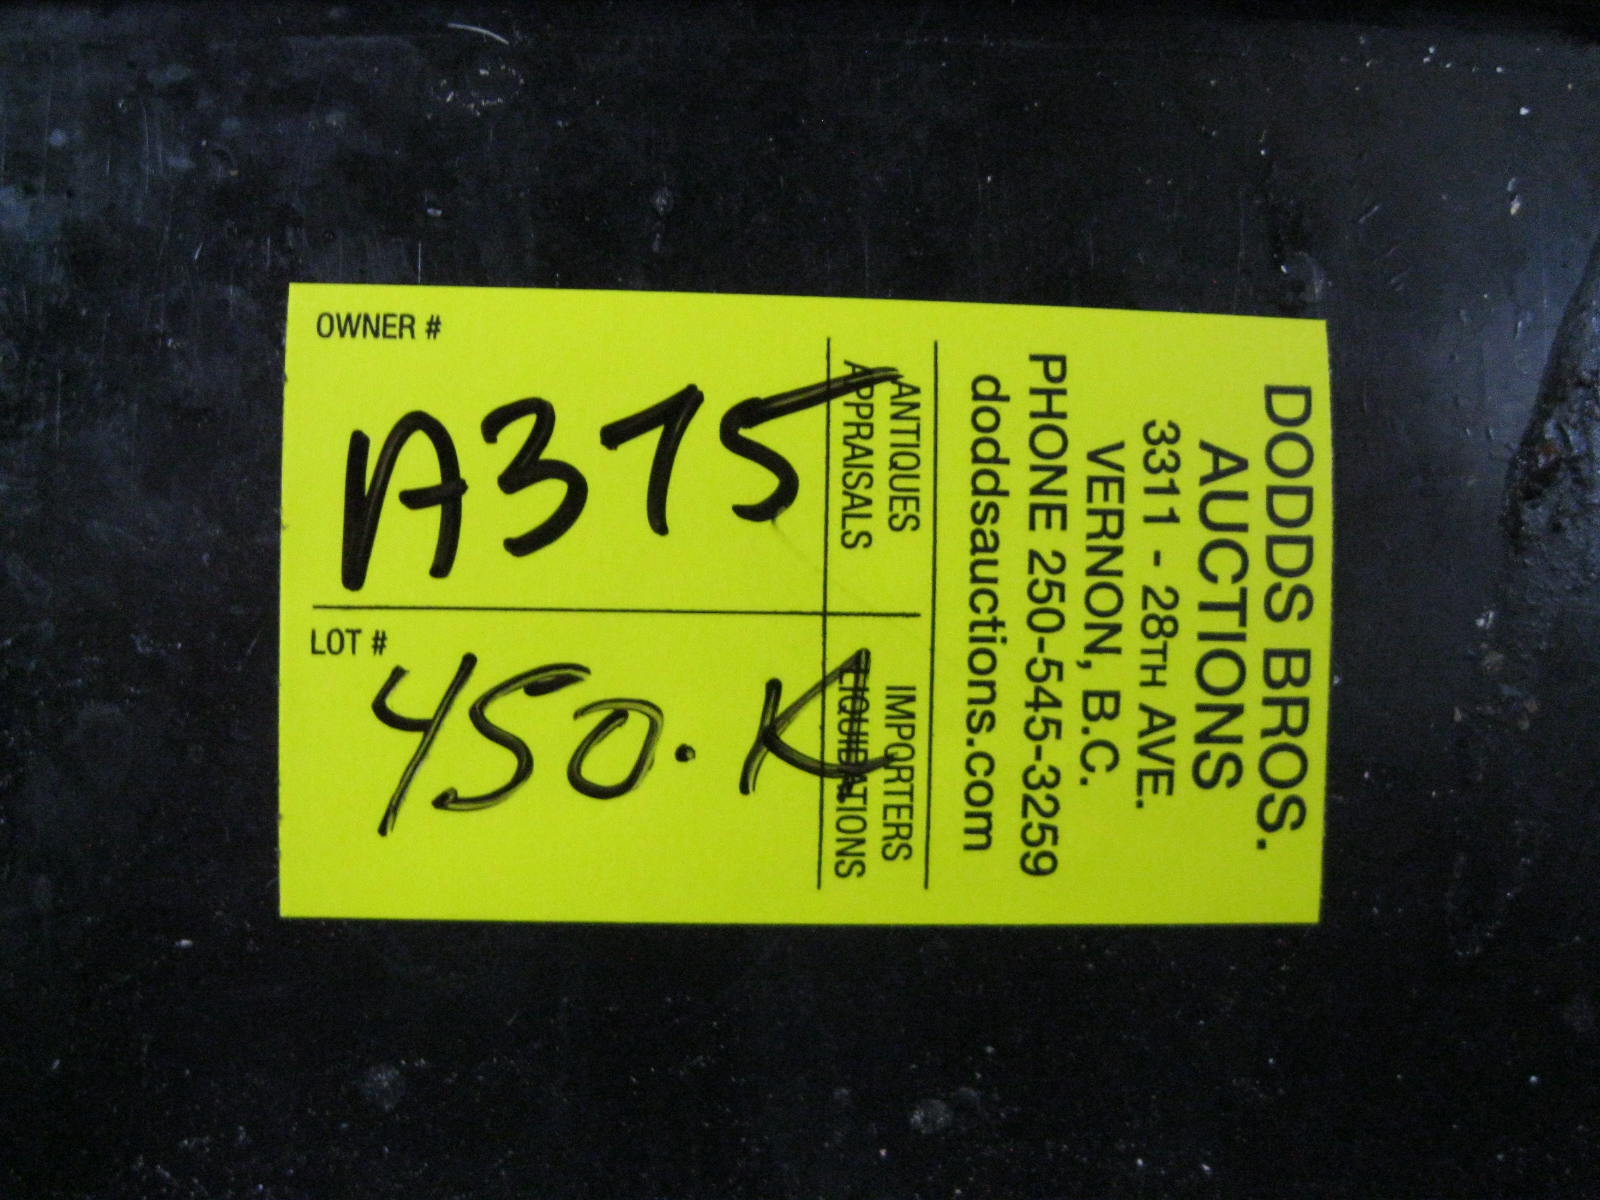 DODDS BROS.
AUCTIONS
3311 - 28TH AVE.
VERNON, B.C.
PHONE 250-545-3259
doddsauctions.com
ANTIQUES
APPRAISALS
IMPORTERS
LIQUIDATIONS
OWNER #
A375
LOT #
450.K